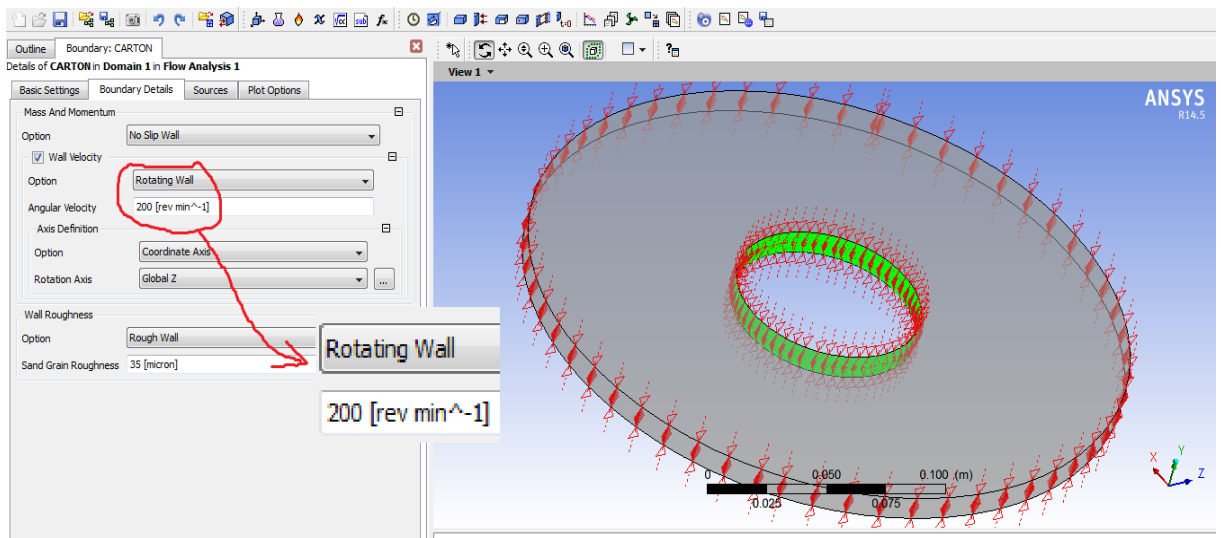 Outline Boundary: CARTON
Details of CARTON in Domain 1 in Flow Analysis 1
Basic Settings Boundary Details Sources Plot Options
Mass And Momentum
Option No Slip Wall
Wall Velocity
Option Rotating Wall
Angular Velocity 200 [rev min^-1]
Axis Definition
Option Coordinate Axis
Rotation Axis Global Z ...
Wall Roughness
Option Rough Wall
Sand Grain Roughness 35 [micron]
Rotating Wall
200 [rev min^-1]
View 1
ANSYS
R14.5
0 0.050 0.100 (m)
0.025 0.075
X Y Z